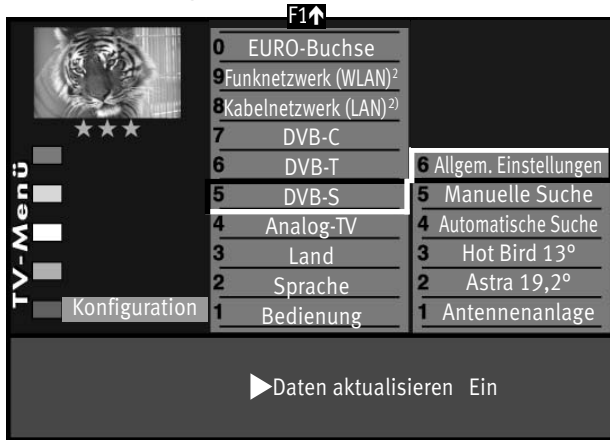 F1↑
0 EURO-Buchse
9 Funknetzwerk (WLAN)2
8 Kabelnetzwerk (LAN)2)
7 DVB-C
6 DVB-T
5 DVB-S
4 Analog-TV
3 Land
2 Sprache
1 Bedienung
6 Allgem. Einstellungen
5 Manuelle Suche
4 Automatische Suche
3 Hot Bird 13°
2 Astra 19,2°
1 Antennenanlage
TV-Menü
Konfiguration
Daten aktualisieren Ein